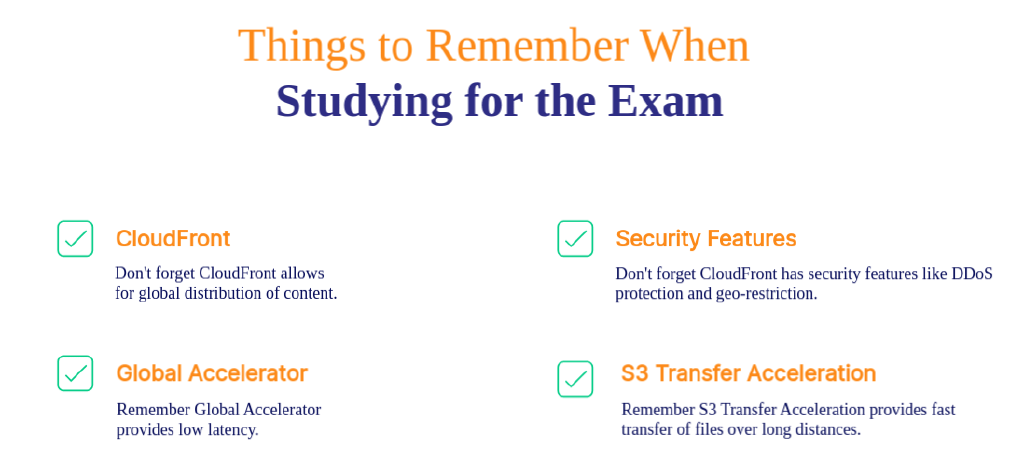 Things to Remember When
Studying for the Exam
CloudFront
Don't forget CloudFront allows
for global distribution of content.
Security Features
Don't forget CloudFront has security features like DDoS
protection and geo-restriction.
Global Accelerator
Remember Global Accelerator
provides low latency.
S3 Transfer Acceleration
Remember S3 Transfer Acceleration provides fast
transfer of files over long distances.